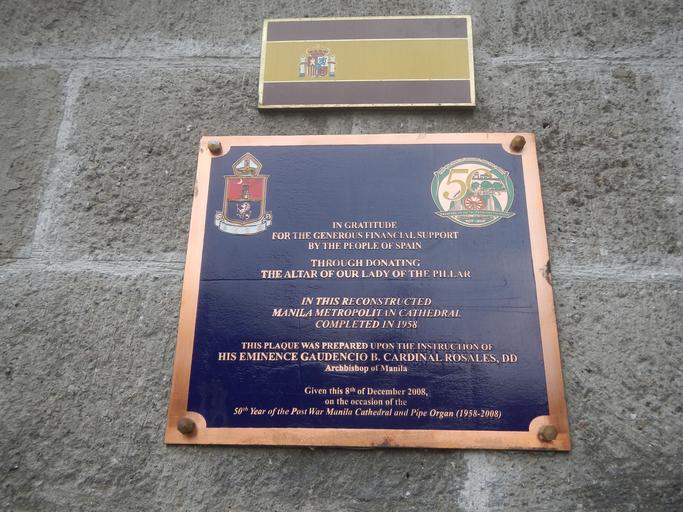 50
IN GRATITUDE
FOR THE GENEROUS FINANCIAL SUPPORT
BY THE PEOPLE OF SPAIN
THROUGH DONATING
THE ALTAR OF OUR LADY OF THE PILLAR
IN THIS RECONSTRUCTED
MANILA METROPOLITAN CATHEDRAL
COMPLETED IN 1958
THIS PLAQUE WAS PREPARED UPON THE INSTRUCTION OF
HIS EMINENCE GAUDENCIO B. CARDINAL ROSALES, DD
Archbishop of Manila
Given this 8th of December 2008,
on the occasion of the
50th Year of the Post War Manila Cathedral and Pipe Organ (1958-2008)